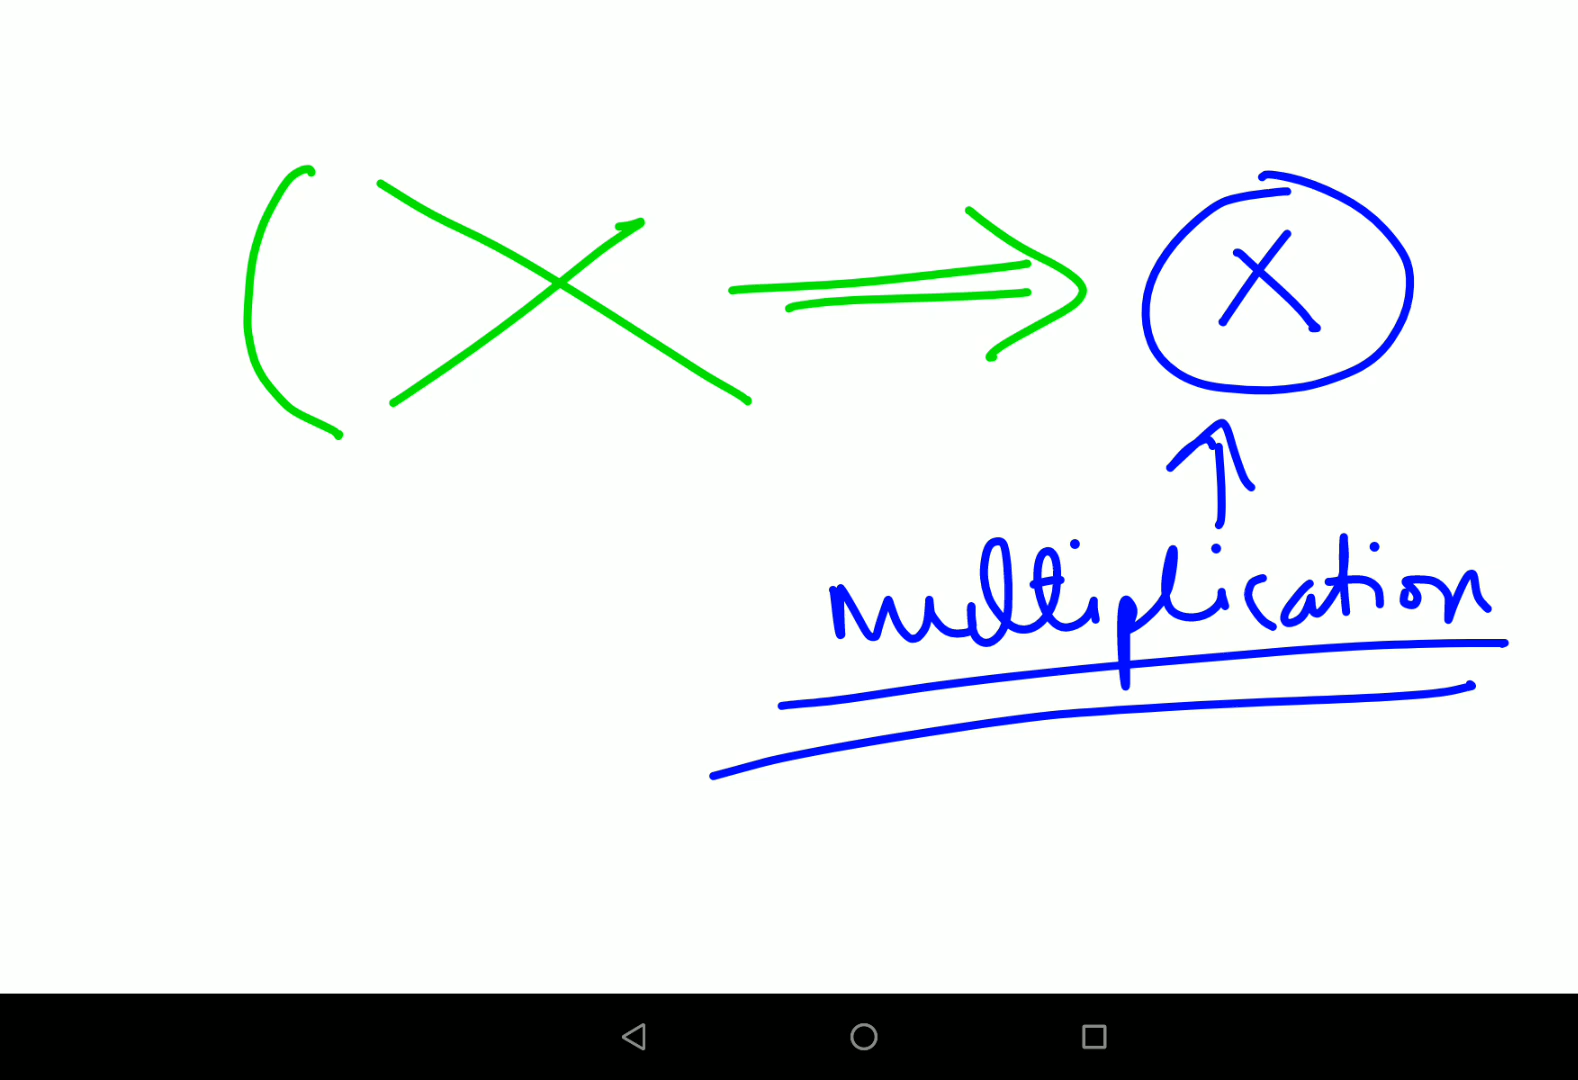 ( × ⇒ ×
multiplication